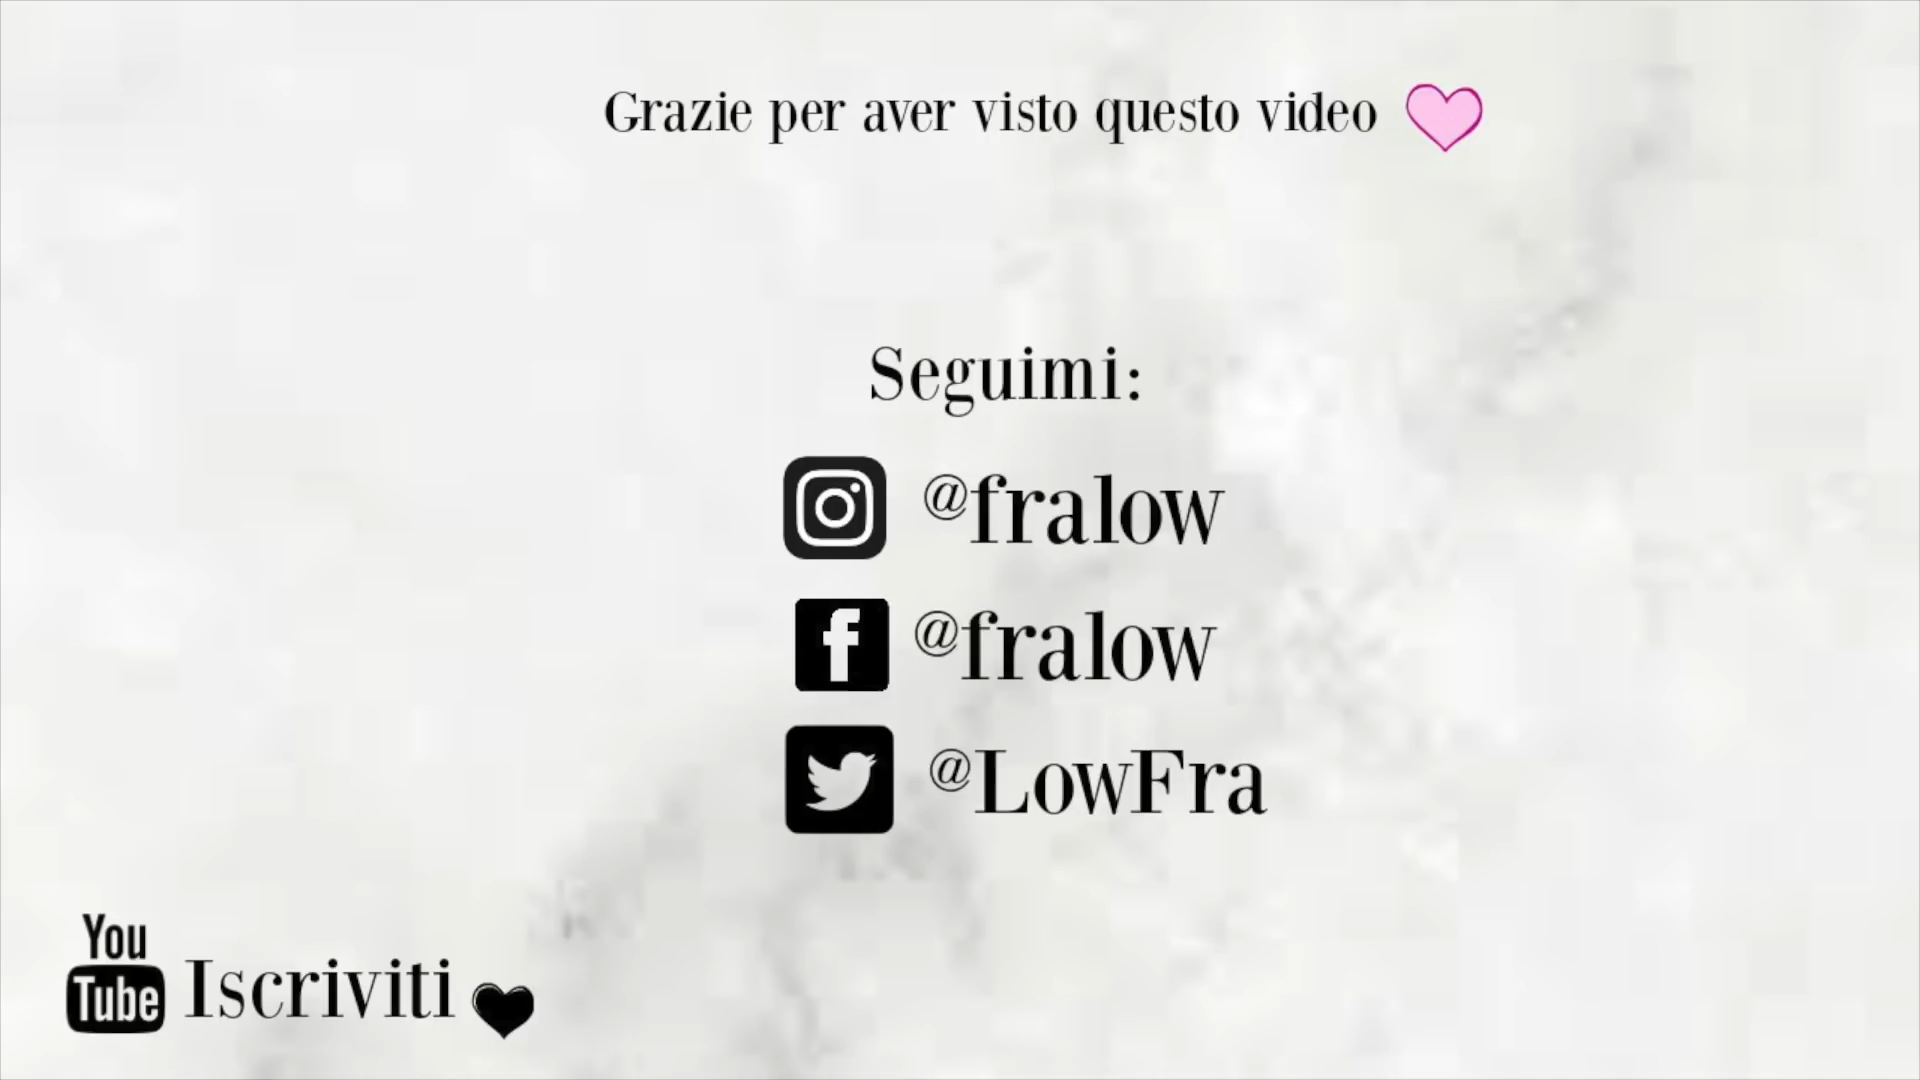 Grazie per aver visto questo video
Seguimi:
@fralow
@fralow
@LowFra
You
Tube Iscriviti